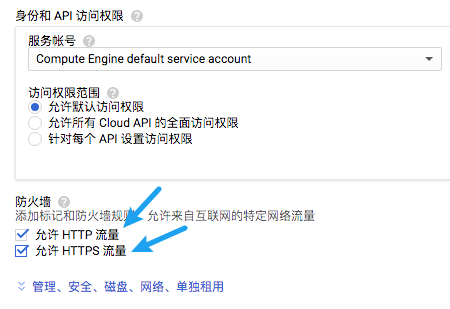 身份和 API 访问权限
服务帐号
Compute Engine default service account
访问权限范围
允许默认访问权限
允许所有 Cloud API 的全面访问权限
针对每个 API 设置访问权限
防火墙
添加标记和防火墙规则，允许来自互联网的特定网络流量
允许 HTTP 流量
允许 HTTPS 流量
管理、安全、磁盘、网络、单独租用